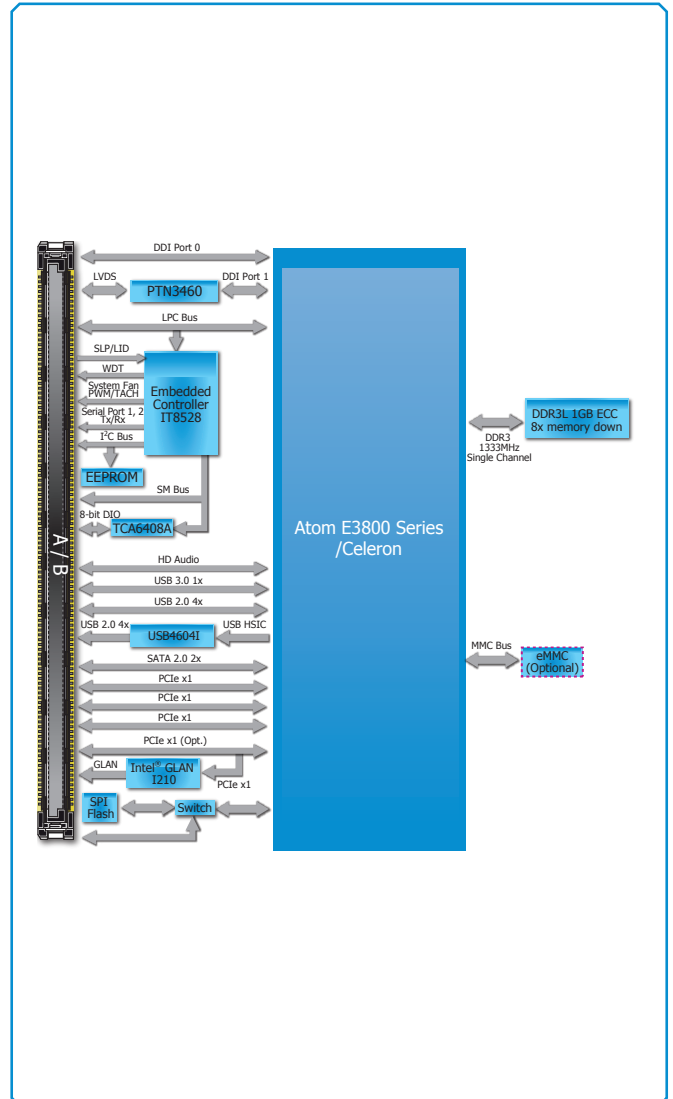 DDI Port 0
LVDS
DDI Port 1
PTN3460
LPC Bus
SLP/LID
WDT
System Fan
PWM/TACH
Serial Port 1, 2
Tx/Rx
I²C Bus
Embedded
Controller
IT8528
EEPROM
SM Bus
8-bit DIO
TCA6408A
A / B
HD Audio
USB 3.0 1x
USB 2.0 4x
USB 2.0 4x
USB HSIC
USB4604I
SATA 2.0 2x
PCIe x1
PCIe x1
PCIe x1
PCIe x1 (Opt.)
GLAN
Intel® GLAN
I210
PCIe x1
SPI
Flash
Switch
Atom E3800 Series
/Celeron
DDR3
1333MHz
Single Channel
DDR3L 1GB ECC
8x memory down
MMC Bus
eMMC
(Optional)